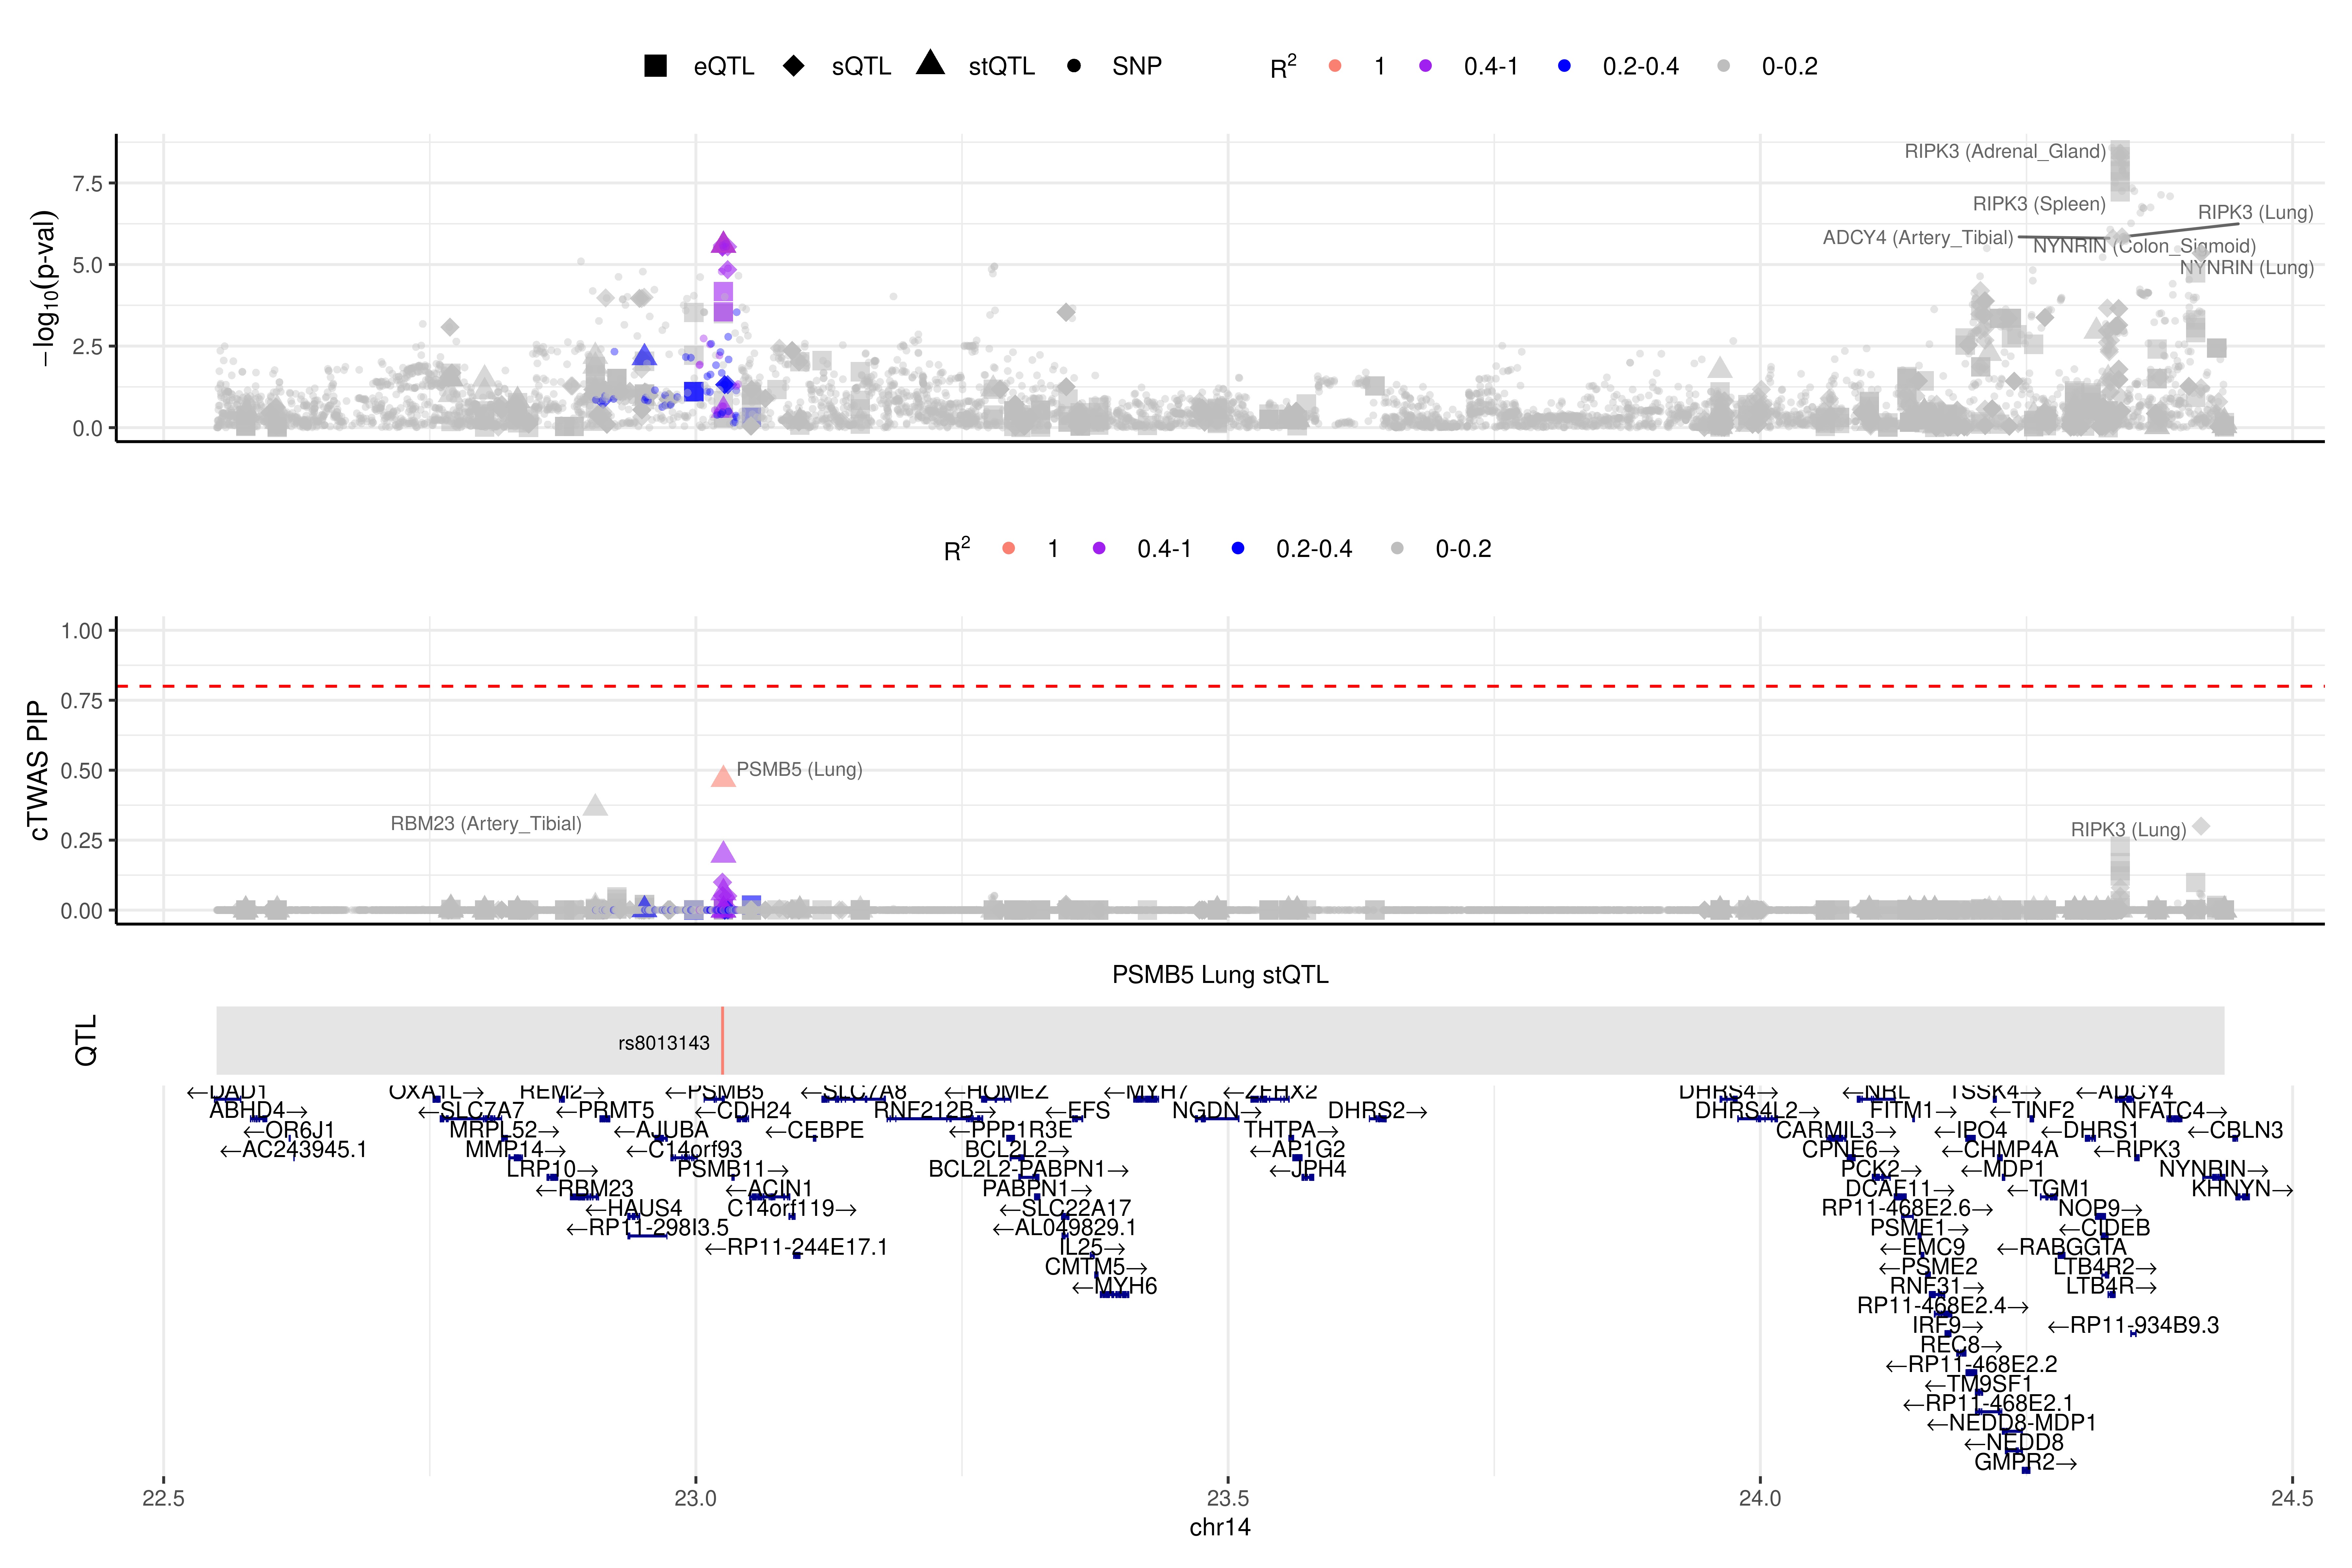 eQTL sQTL stQTL SNP R2 1 0.4-1 0.2-0.4 0-0.2
−log10(p-val)
7.5
5.0
2.5
0.0
RIPK3 (Adrenal_Gland)
RIPK3 (Spleen)
RIPK3 (Lung)
ADCY4 (Artery_Tibial)
NYNRIN (Colon_Sigmoid)
NYNRIN (Lung)
R2 1 0.4-1 0.2-0.4 0-0.2
cTWAS PIP
1.00
0.75
0.50
0.25
0.00
PSMB5 (Lung)
RBM23 (Artery_Tibial)
RIPK3 (Lung)
PSMB5 Lung stQTL
QTL
rs8013143
←DAD1 OXA1L→ REM2→ ←PSMB5 ←SLC7A8 ←HOMEZ ←MYH7 ←ZFHX2 DHRS4→ ←NRL TSSK4→ ←ADCY4
ABHD4→ ←SLC7A7 ←PRMT5 ←CDH24 RNF212B→ ←EFS NGDN→ DHRS2→ DHRS4L2→ FITM1→ ←TINF2 NFATC4→
←OR6J1 MRPL52→ ←AJUBA ←CEBPE ←PPP1R3E THTPA→ CARMIL3→ ←IPO4 ←DHRS1 ←CBLN3
←AC243945.1 MMP14→ ←C14orf93 BCL2L2→ ←AP1G2 CPNE6→ ←CHMP4A ←RIPK3
LRP10→ PSMB11→ BCL2L2-PABPN1→ ←JPH4 PCK2→ ←MDP1 NYNRIN→
←RBM23 ←ACIN1 PABPN1→ DCAF11→ ←TGM1 KHNYN→
←HAUS4 C14orf119→ ←SLC22A17 RP11-468E2.6→ NOP9→
←RP11-298I3.5 ←AL049829.1 PSME1→ ←CIDEB
←RP11-244E17.1 IL25→ ←EMC9 ←RABGGTA
CMTM5→ ←PSME2 LTB4R2→
←MYH6 RNF31→ LTB4R→
RP11-468E2.4→
IRF9→ ←RP11-934B9.3
REC8→
←RP11-468E2.2
←TM9SF1
←RP11-468E2.1
←NEDD8-MDP1
←NEDD8
GMPR2→
22.5 23.0 23.5 24.0 24.5
chr14